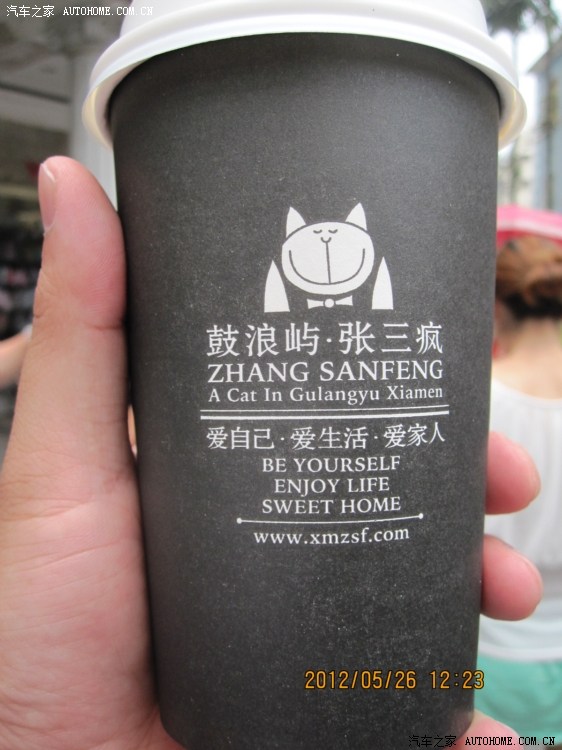 汽车之家 AUTOHOME.COM.CN
鼓浪屿·张三疯
ZHANG SANFENG
A Cat In Gulangyu Xiamen
爱自己·爱生活·爱家人
BE YOURSELF
ENJOY LIFE
SWEET HOME
www.xmzsf.com
2012/05/26 12:23
汽车之家 AUTOHOME.COM.CN